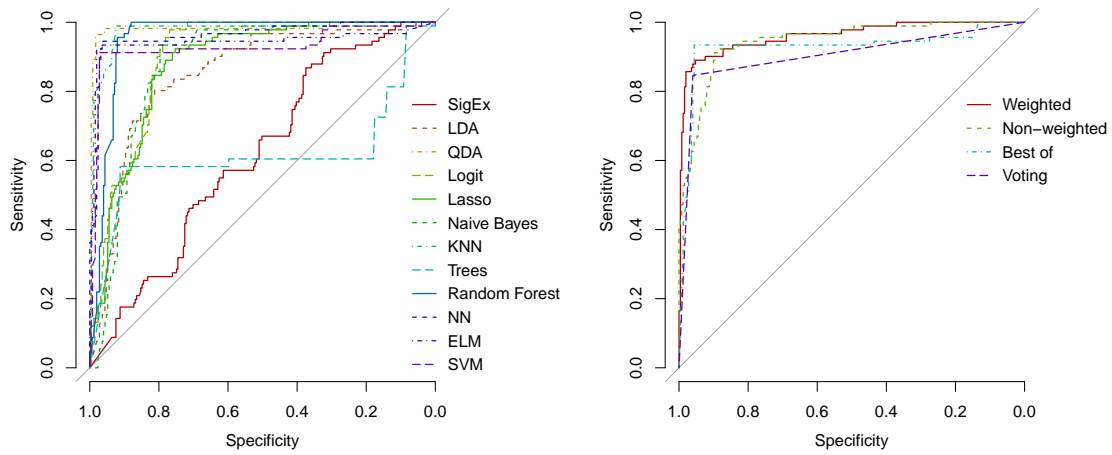 1.0
0.8
0.6
0.4
0.2
0.0
Sensitivity
SigEx
LDA
QDA
Logit
Lasso
Naive Bayes
KNN
Trees
Random Forest
NN
ELM
SVM
1.0 0.8 0.6 0.4 0.2 0.0
Specificity
1.0
0.8
0.6
0.4
0.2
0.0
Sensitivity
Weighted
Non−weighted
Best of
Voting
1.0 0.8 0.6 0.4 0.2 0.0
Specificity